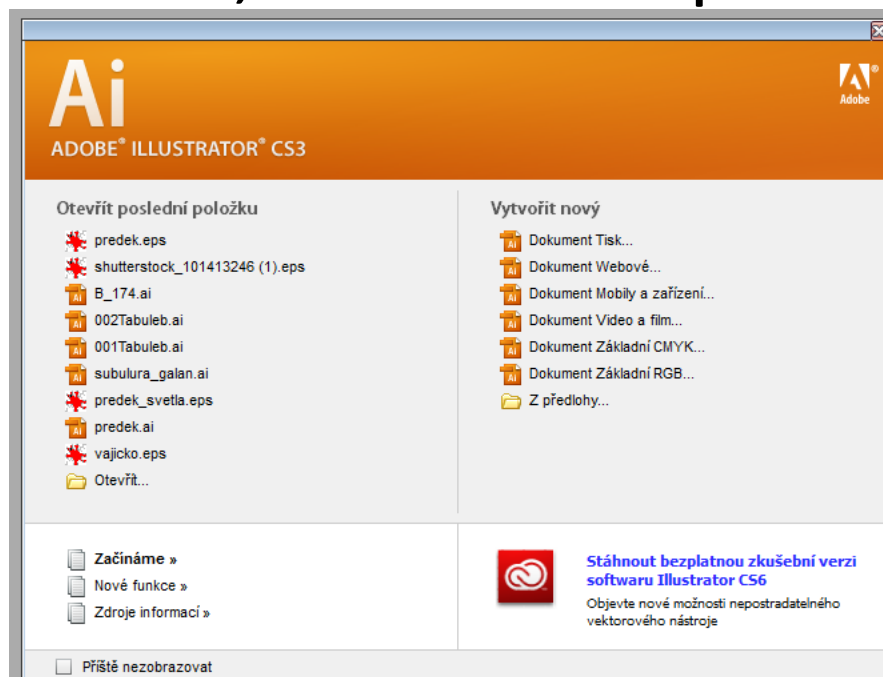 Ai
ADOBE® ILLUSTRATOR® CS3
Adobe®
Otevřít poslední položku
predek.eps
shutterstock_101413246 (1).eps
B_174.ai
002Tabuleb.ai
001Tabuleb.ai
subulura_galan.ai
predek_svetla.eps
predek.ai
vajicko.eps
Otevřít...
Vytvořit nový
Dokument Tisk...
Dokument Webové...
Dokument Mobily a zařízení...
Dokument Video a film...
Dokument Základní CMYK...
Dokument Základní RGB...
Z předlohy...
Začínáme »
Nové funkce »
Zdroje informací »
Stáhnout bezplatnou zkušební verzi
softwaru Illustrator CS6
Objevte nové možnosti nepostradatelného
vektorového nástroje
Příště nezobrazovat